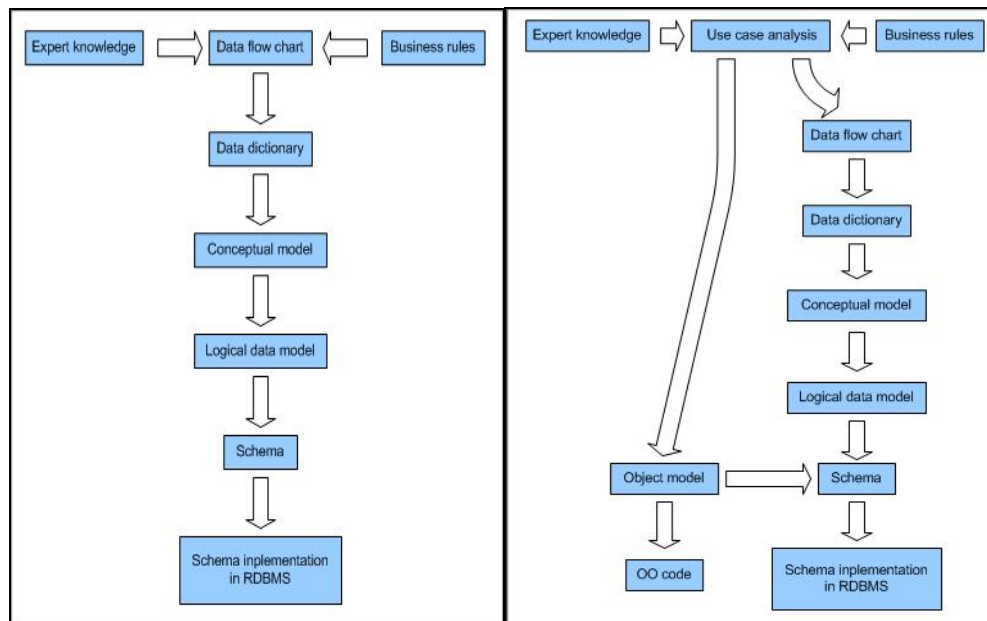 Expert knowledge
Data flow chart
Business rules
Data dictionary
Conceptual model
Logical data model
Schema
Schema inplementation
in RDBMS
Expert knowledge
Use case analysis
Business rules
Data flow chart
Data dictionary
Conceptual model
Logical data model
Object model
Schema
OO code
Schema inplementation
in RDBMS